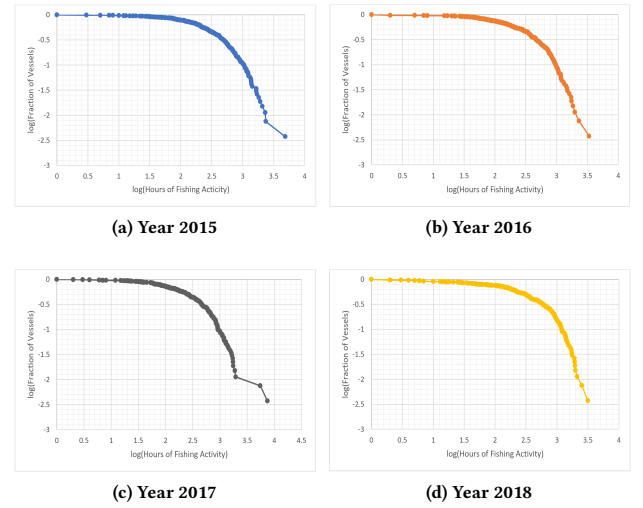 0
-0.5
-1
-1.5
-2
-2.5
-3
0 0.5 1 1.5 2 2.5 3 3.5 4
log(Fraction of Vessels)
log(Hours of Fishing Activity)
(a) Year 2015
0
-0.5
-1
-1.5
-2
-2.5
-3
0 0.5 1 1.5 2 2.5 3 3.5 4
log(Fraction of Vessels)
log(Hours of Fishing Activity)
(b) Year 2016
0
-0.5
-1
-1.5
-2
-2.5
-3
0 0.5 1 1.5 2 2.5 3 3.5 4 4.5
log(Fraction of Vessels)
log(Hours of Fishing Activity)
(c) Year 2017
0
-0.5
-1
-1.5
-2
-2.5
-3
0 0.5 1 1.5 2 2.5 3 3.5 4
log(Fraction of Vessels)
log(Hours of Fishing Activity)
(d) Year 2018